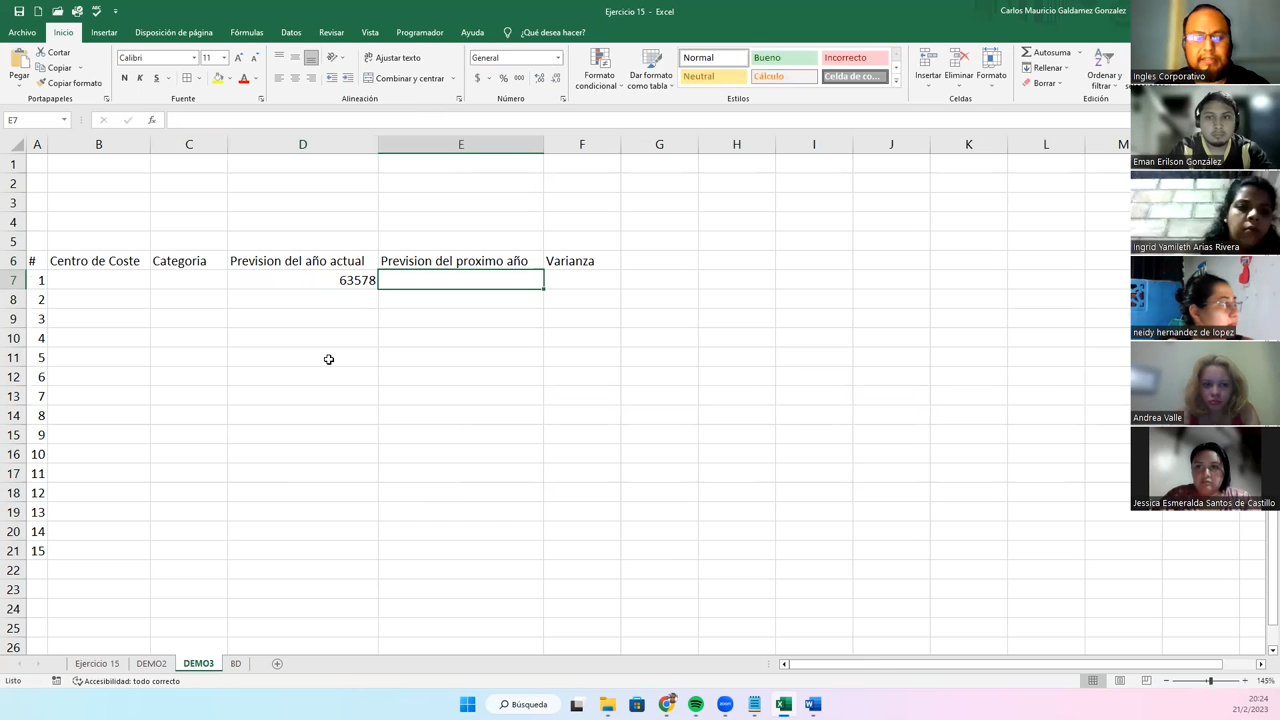 Ejercicio 15 - Excel
Carlos Mauricio Galdamez Gonzalez
Archivo Inicio Insertar Disposición de página Fórmulas Datos Revisar Vista Programador Ayuda ¿Qué desea hacer?
Pegar
Cortar
Copiar
Copiar formato
Portapapeles
Calibri 11
N K S
Fuente
Ajustar texto
Combinar y centrar
Alineación
General
$ % 000
Número
Formato condicional
Dar formato como tabla
Normal Bueno Incorrecto
Neutral Cálculo Celda de co...
Estilos
Insertar Eliminar Formato
Celdas
Autosuma
Rellenar
Borrar
Ordenar y filtrar
Edición
E7
fx
A B C D E F G H I J K L M
1
2
3
4
5
6 # Centro de Coste Categoria Prevision del año actual Prevision del proximo año Varianza
7 1 63578
8 2
9 3
10 4
11 5
12 6
13 7
14 8
15 9
16 10
17 11
18 12
19 13
20 14
21 15
22
23
24
25
26
Ejercicio 15 DEMO2 DEMO3 BD
Listo Accesibilidad: todo correcto 145%
Búsqueda
20:24
21/2/2023
Ingles Corporativo
Eman Erilson González
Ingrid Yamileth Arias Rivera
neidy hernandez de lopez
Andrea Valle
Jessica Esmeralda Santos de Castillo